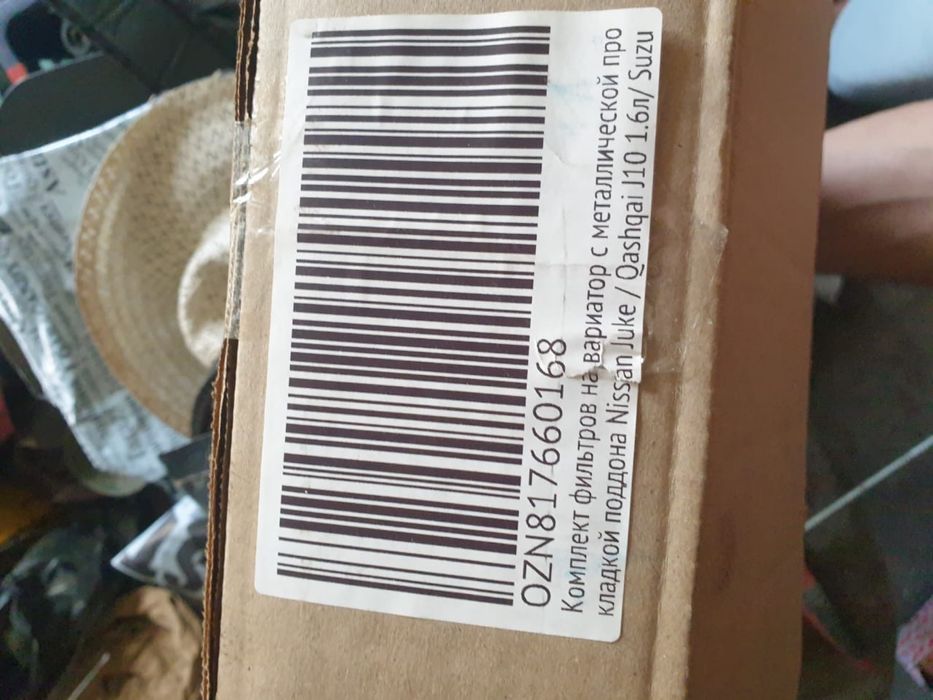 OZN817660168
Комплект фильтров на вариатор с металлической про
кладкой поддона Nissan Juke / Qashqai J10 1.6л/ Suzu